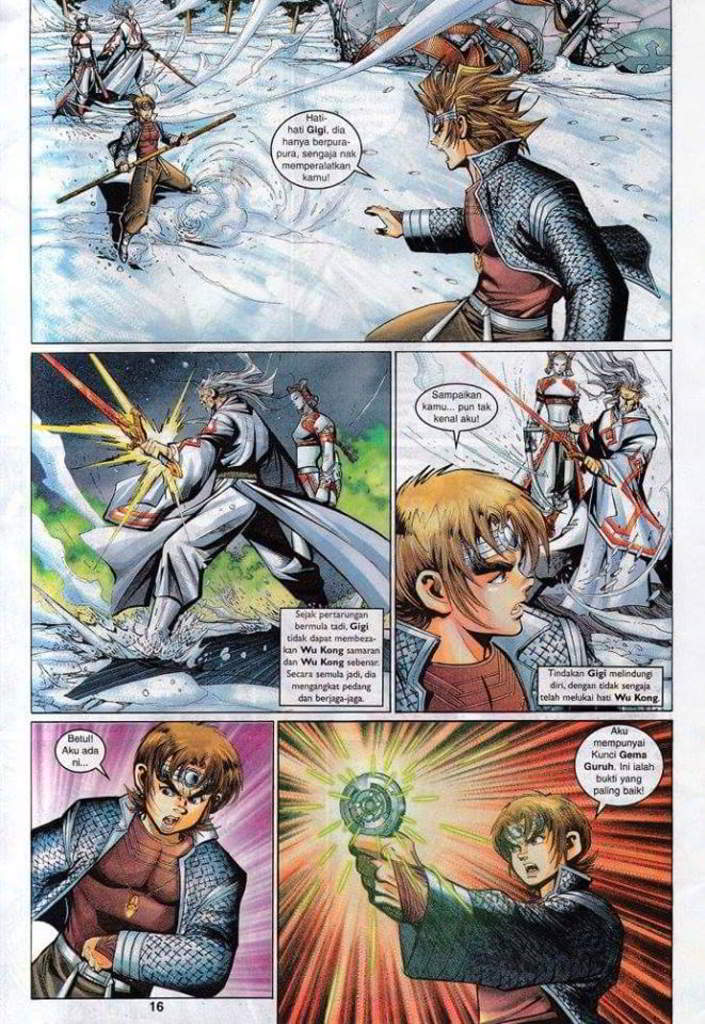 Hati-
hati Gigi, dia
hanya berpura-
pura, sengaja nak
memperalatkan
kamu!
Sejak pertarungan
bermula tadi, Gigi
tidak dapat membeza-
kan Wu Kong samaran
dan Wu Kong sebenar.
Secara semula jadi, dia
mengangkat pedang
dan berjaga-jaga.
Sampaikan
kamu... pun tak
kenal aku!
Tindakan Gigi melindungi
diri, dengan tidak sengaja
telah melukai hati Wu Kong.
Betul!
Aku ada
ni...
Aku
mempunyai
Kunci Gema
Guruh. Ini ialah
bukti yang
paling baik!
16